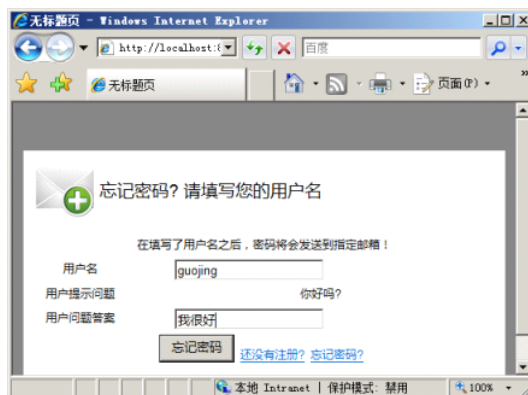 无标题页 - Windows Internet Explorer
http://localhost:
百度
无标题页
页面(P)
忘记密码? 请填写您的用户名
在填写了用户名之后，密码将会发送到指定邮箱！
用户名 guojing
用户提示问题 你好吗?
用户问题答案 我很好
忘记密码 还没有注册? 忘记密码?
本地 Intranet | 保护模式: 禁用 100%